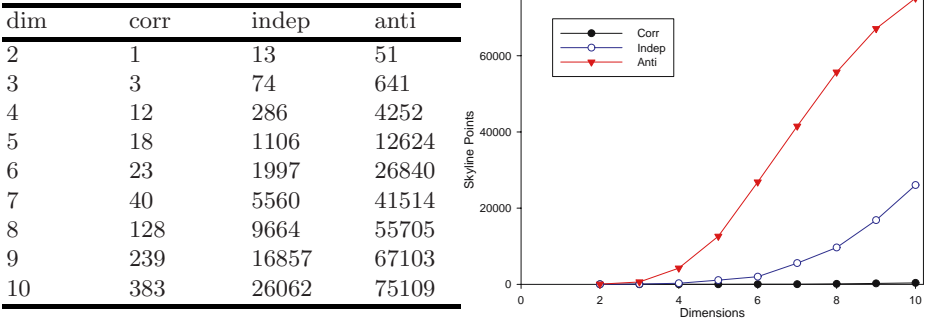 dim corr indep anti
2 1 13 51
3 3 74 641
4 12 286 4252
5 18 1106 12624
6 23 1997 26840
7 40 5560 41514
8 128 9664 55705
9 239 16857 67103
10 383 26062 75109
Corr
Indep
Anti
60000
40000
20000
0
Skyline Points
0 2 4 6 8 10
Dimensions